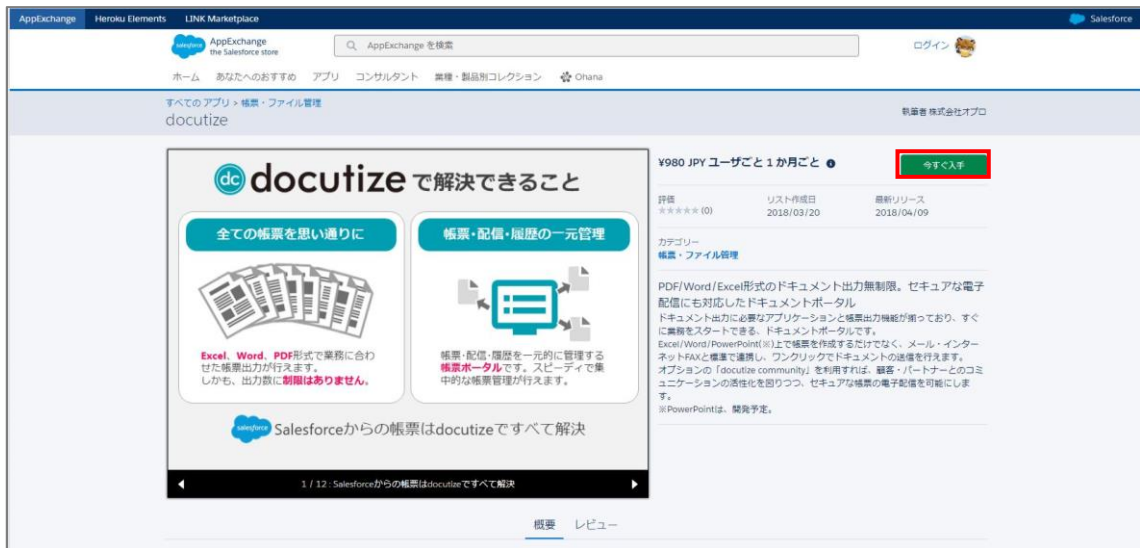 AppExchange Heroku Elements LINK Marketplace Salesforce
salesforce AppExchange
the Salesforce store
AppExchange を検索
ログイン
ホーム あなたへのおすすめ アプリ コンサルタント 業種・製品別コレクション Ohana
すべてのアプリ › 帳票・ファイル管理
docutize
執筆者 株式会社オプロ
dc docutize で解決できること
全ての帳票を思い通りに
Excel、Word、PDF形式で業務に合わ
せた帳票出力が行えます。
しかも、出力数に制限はありません。
帳票・配信・履歴の一元管理
帳票・配信・履歴を一元的に管理する
帳票ポータルです。スピーディで集
中的な帳票管理が行えます。
salesforce Salesforceからの帳票はdocutizeですべて解決
1 / 12 : Salesforceからの帳票はdocutizeですべて解決
¥980 JPY ユーザごと 1 か月ごと
今すぐ入手
評価 リスト作成日 最新リリース
(0) 2018/03/20 2018/04/09
カテゴリー
帳票・ファイル管理
PDF/Word/Excel形式のドキュメント出力無制限。セキュアな電子
配信にも対応したドキュメントポータル
ドキュメント出力に必要なアプリケーションと帳票出力機能が揃っており、すぐ
に業務をスタートできる、ドキュメントポータルです。
Excel/Word/PowerPoint(※)上で帳票を作成するだけでなく、メール・インター
ネットFAXと標準で連携し、ワンクリックでドキュメントの送信を行えます。
オプションの「docutize community」を利用すれば、顧客・パートナーとのコミ
ュニケーションの活性化を図りつつ、セキュアな帳票の電子配信を可能にしま
す。
※PowerPointは、開発予定。
概要 レビュー